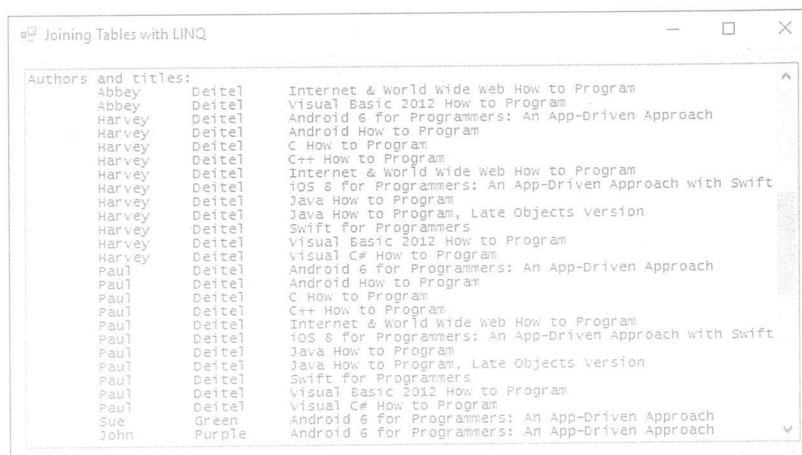 Joining Tables with LINQ
Authors and titles:
Abbey Deitel Internet & World Wide Web How to Program
Abbey Deitel Visual Basic 2012 How to Program
Harvey Deitel Android 6 for Programmers: An App-Driven Approach
Harvey Deitel Android How to Program
Harvey Deitel C How to Program
Harvey Deitel C++ How to Program
Harvey Deitel Internet & World Wide Web How to Program
Harvey Deitel iOS 8 for Programmers: An App-Driven Approach with Swift
Harvey Deitel Java How to Program
Harvey Deitel Java How to Program, Late Objects Version
Harvey Deitel Swift for Programmers
Harvey Deitel Visual Basic 2012 How to Program
Harvey Deitel Visual C# How to Program
Paul Deitel Android 6 for Programmers: An App-Driven Approach
Paul Deitel Android How to Program
Paul Deitel C How to Program
Paul Deitel C++ How to Program
Paul Deitel Internet & World Wide Web How to Program
Paul Deitel iOS 8 for Programmers: An App-Driven Approach with Swift
Paul Deitel Java How to Program
Paul Deitel Java How to Program, Late Objects Version
Paul Deitel Swift for Programmers
Paul Deitel Visual Basic 2012 How to Program
Paul Deitel Visual C# How to Program
Sue Green Android 6 for Programmers: An App-Driven Approach
John Purple Android 6 for Programmers: An App-Driven Approach